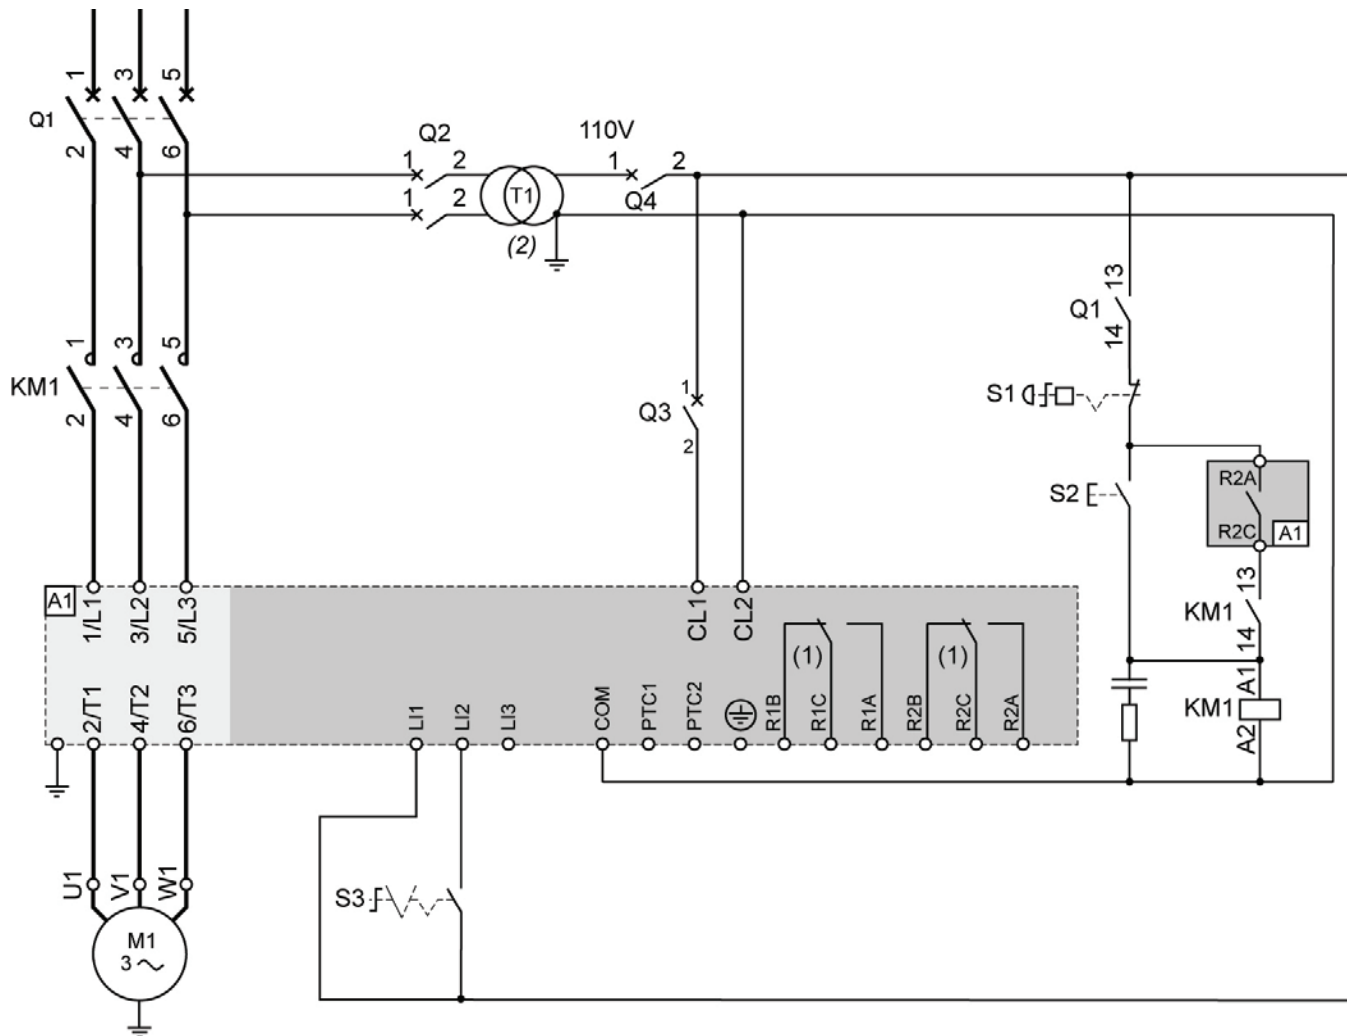 1 3 5
Q1
2 4 6
Q2
1 2
1 2
T1
(2)
110V
1 2
Q4
1 3 5
KM1
2 4 6
1
Q3
2
13
Q1
14
S1
S2
R2A
R2C
A1
13
KM1
14
A1
KM1
A2
A1
1/L1 3/L2 5/L3
CL1 CL2
(1) (1)
2/T1 4/T2 6/T3
LI1 LI2 LI3 COM PTC1 PTC2 R1B R1C R1A R2B R2C R2A
U1 V1 W1
S3
M1
3